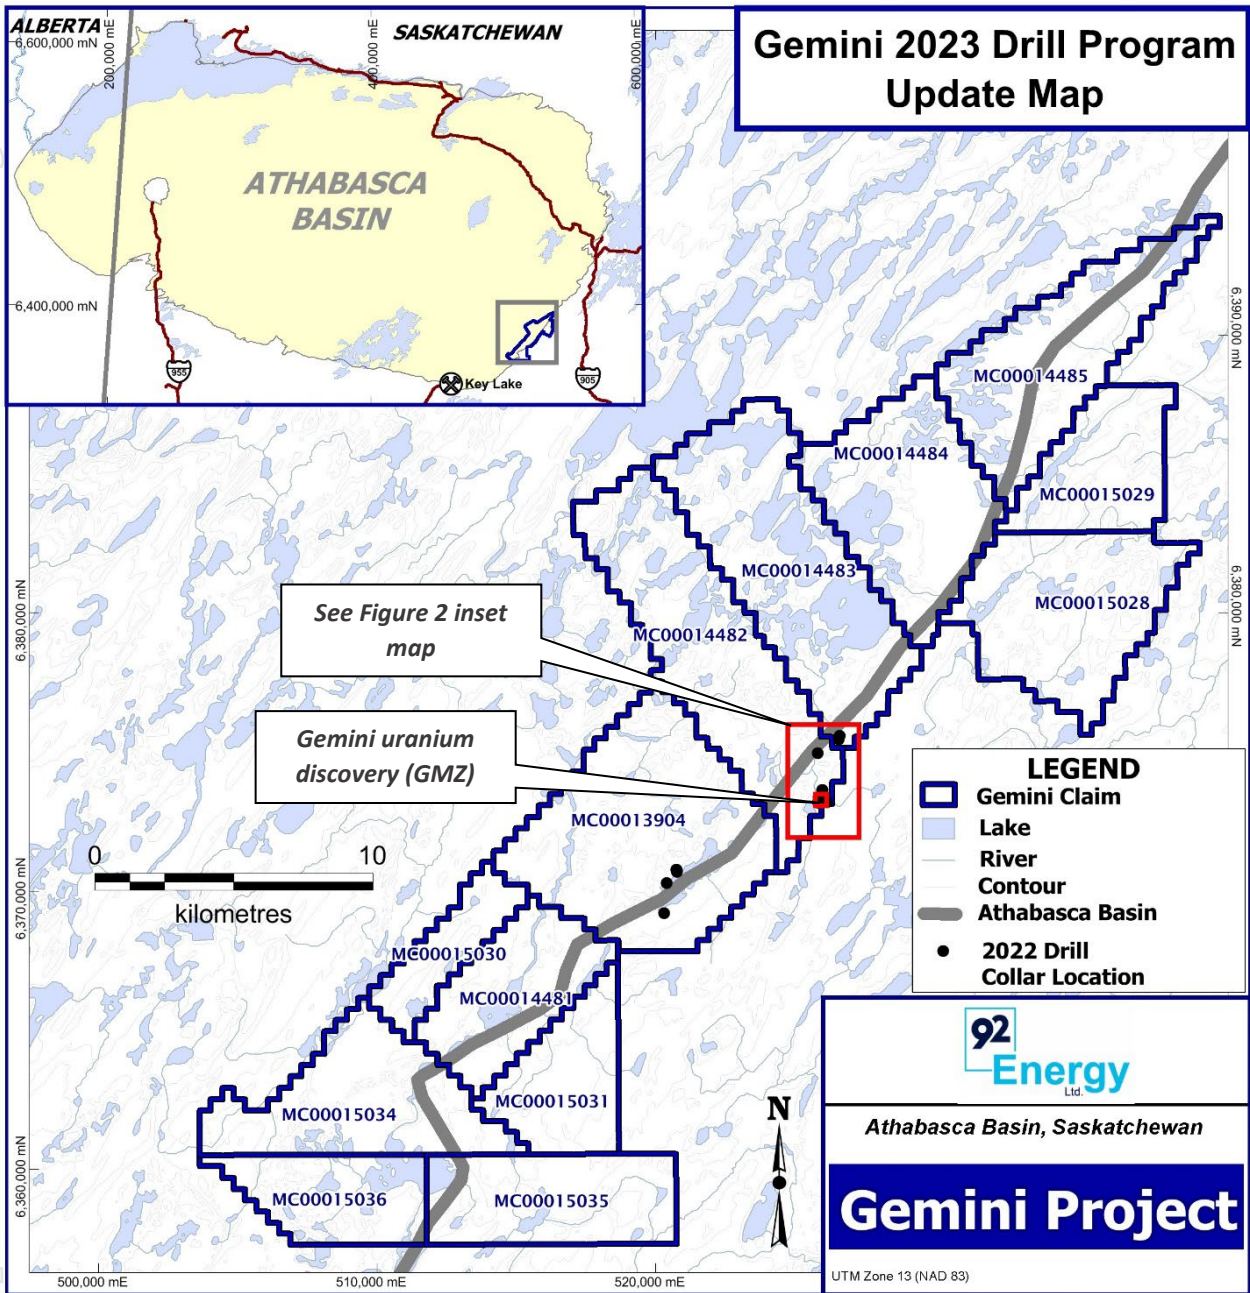 ALBERTA
SASKATCHEWAN
6,600,000 mN
200,000 mE
400,000 mE
600,000 mE
ATHABASCA
BASIN
6,400,000 mN
955
Key Lake
905
Gemini 2023 Drill Program
Update Map
6,390,000 mN
MC00014485
MC00014484
MC00015029
MC00014483
MC00015028
MC00014482
6,380,000 mN
6,380,000 mN
See Figure 2 inset
map
Gemini uranium
discovery (GMZ)
MC00013904
0
10
kilometres
6,370,000 mN
MC00015030
MC00014481
MC00015031
MC00015034
MC00015036
MC00015035
6,360,000 mN
500,000 mE
510,000 mE
520,000 mE
LEGEND
Gemini Claim
Lake
River
Contour
Athabasca Basin
2022 Drill
Collar Location
N
92
Energy
Ltd.
Athabasca Basin, Saskatchewan
Gemini Project
UTM Zone 13 (NAD 83)